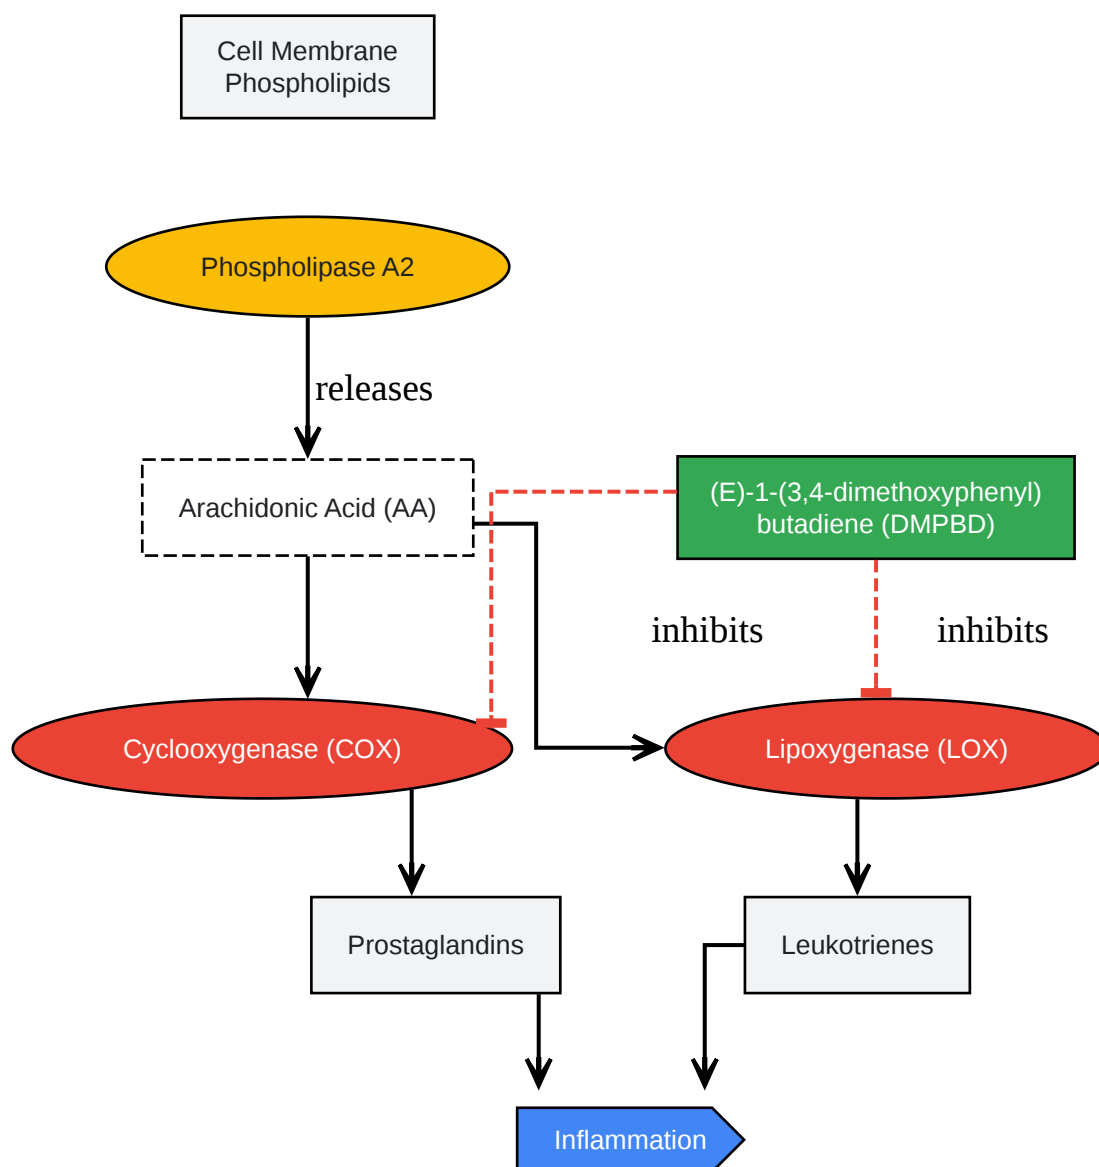 Cell Membrane
Phospholipids
Phospholipase A2
releases
Arachidonic Acid (AA)
(E)-1-(3,4-dimethoxyphenyl)
butadiene (DMPBD)
inhibits
inhibits
Cyclooxygenase (COX)
Lipoxygenase (LOX)
Prostaglandins
Leukotrienes
Inflammation